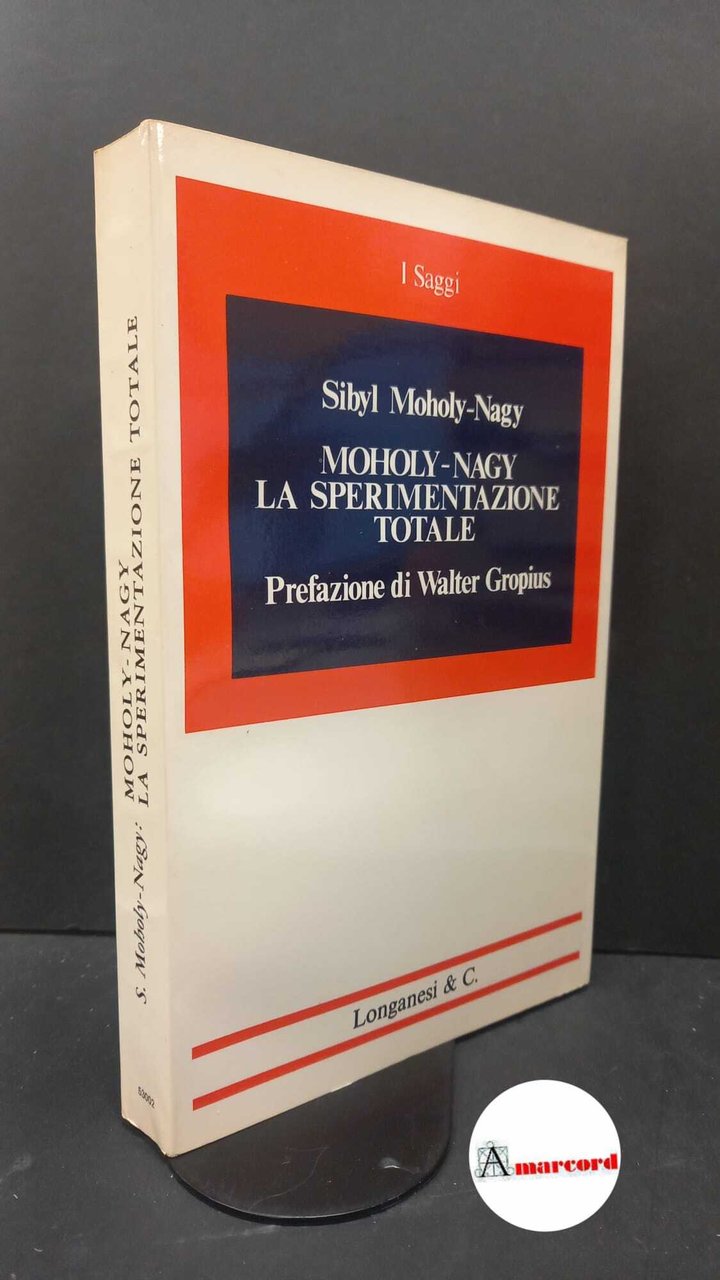 I Saggi
Sibyl Moholy-Nagy
MOHOLY-NAGY
LA SPERIMENTAZIONE
TOTALE
Prefazione di Walter Gropius
Longanesi & C.
S. Moholy-Nagy: MOHOLY-NAGY
LA SPERIMENTAZIONE TOTALE
53002
Amarcord